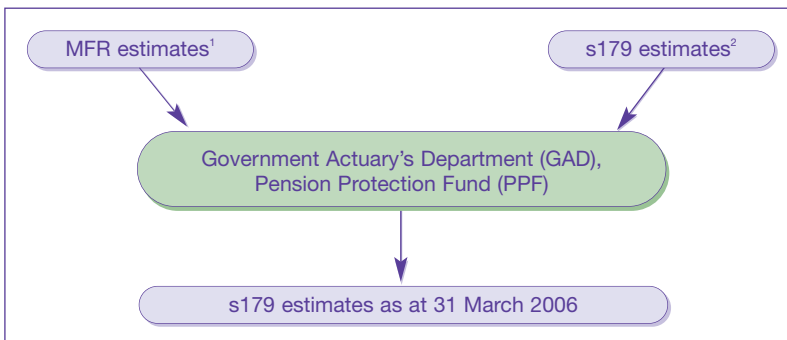 MFR estimates¹
s179 estimates²
Government Actuary's Department (GAD),
Pension Protection Fund (PPF)
s179 estimates as at 31 March 2006